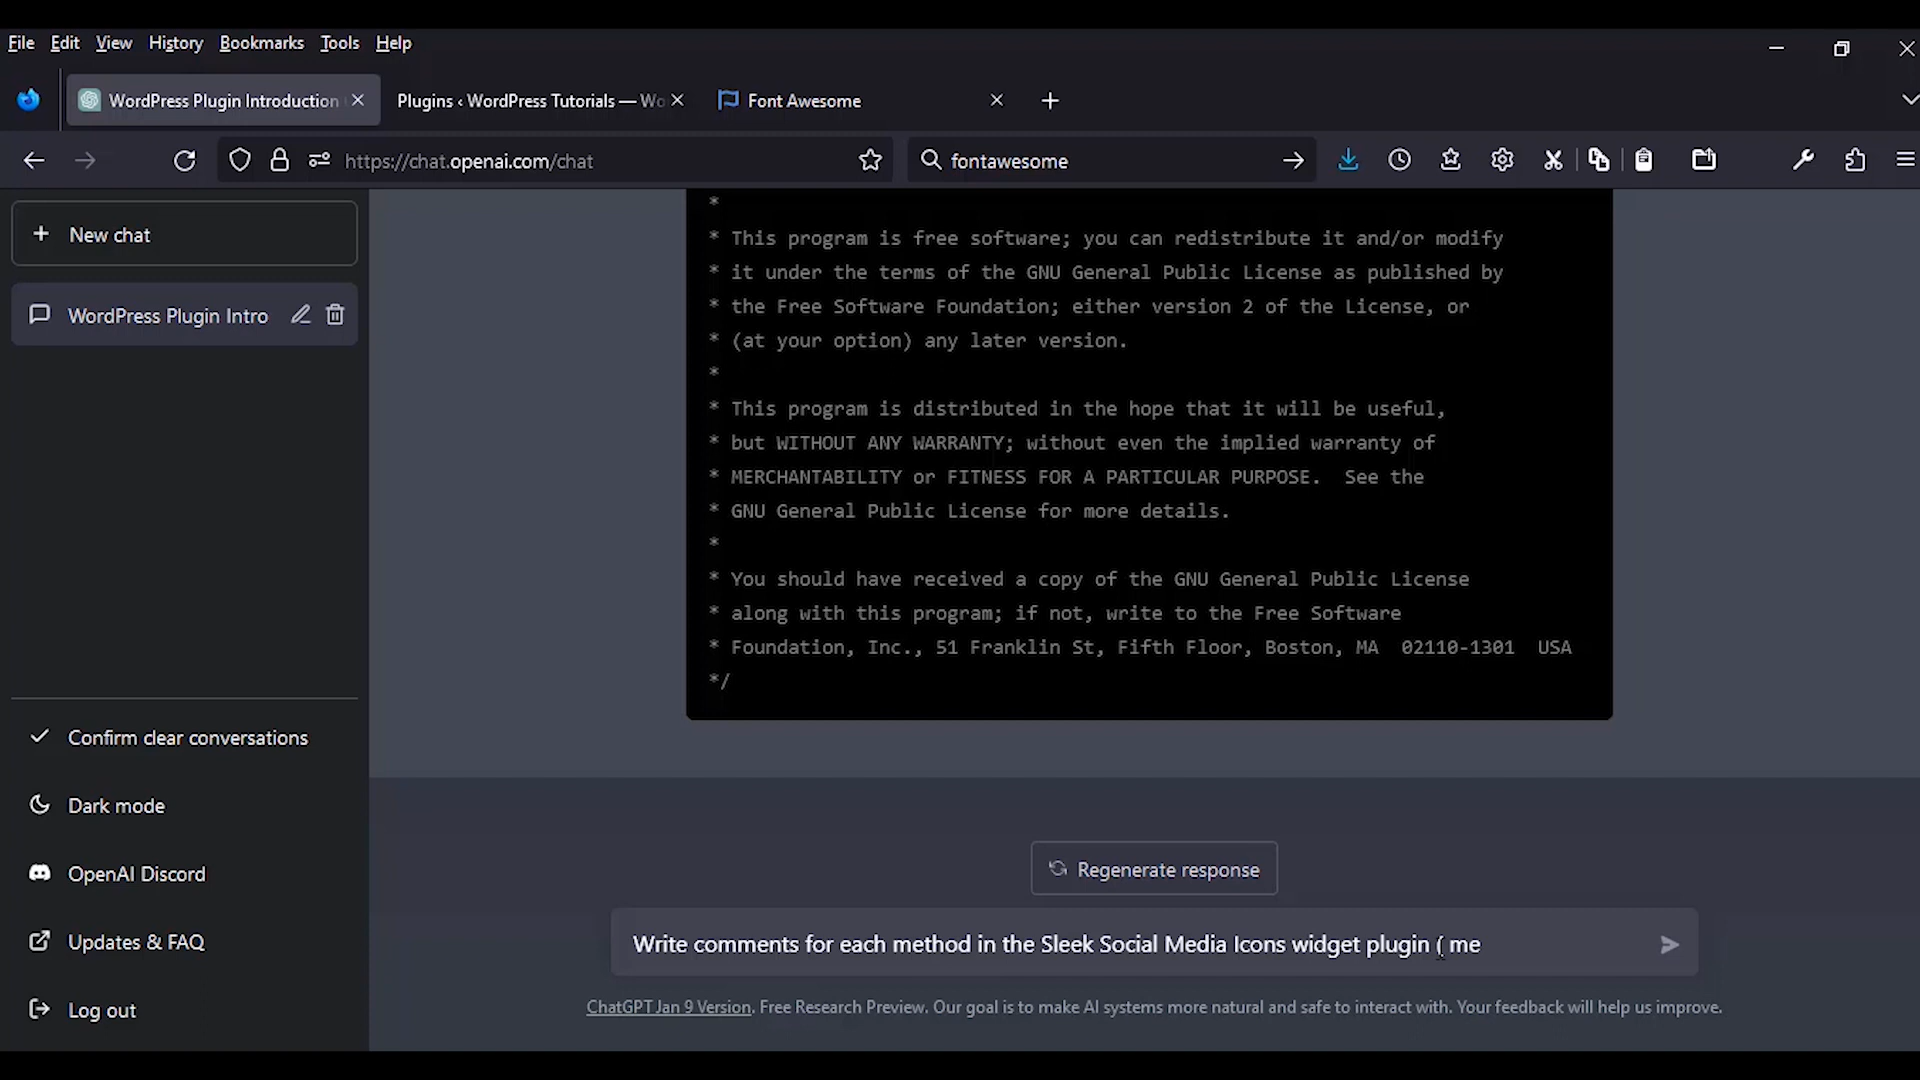 File Edit View History Bookmarks Tools Help
WordPress Plugin Introduction
Plugins ‹ WordPress Tutorials — Wo
Font Awesome
https://chat.openai.com/chat
fontawesome
New chat
WordPress Plugin Intro
*
* This program is free software; you can redistribute it and/or modify
* it under the terms of the GNU General Public License as published by
* the Free Software Foundation; either version 2 of the License, or
* (at your option) any later version.
*
* This program is distributed in the hope that it will be useful,
* but WITHOUT ANY WARRANTY; without even the implied warranty of
* MERCHANTABILITY or FITNESS FOR A PARTICULAR PURPOSE.  See the
* GNU General Public License for more details.
*
* You should have received a copy of the GNU General Public License
* along with this program; if not, write to the Free Software
* Foundation, Inc., 51 Franklin St, Fifth Floor, Boston, MA  02110-1301  USA
*/
Confirm clear conversations
Dark mode
OpenAI Discord
Updates & FAQ
Log out
Regenerate response
Write comments for each method in the Sleek Social Media Icons widget plugin ( me
ChatGPT Jan 9 Version. Free Research Preview. Our goal is to make AI systems more natural and safe to interact with. Your feedback will help us improve.